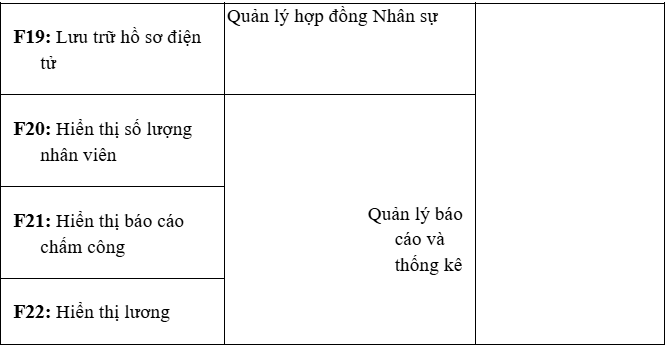 F19: Lưu trữ hồ sơ điện
tử
Quản lý hợp đồng Nhân sự
F20: Hiển thị số lượng
nhân viên
F21: Hiển thị báo cáo
chấm công
F22: Hiển thị lương
Quản lý báo
cáo và
thống kê